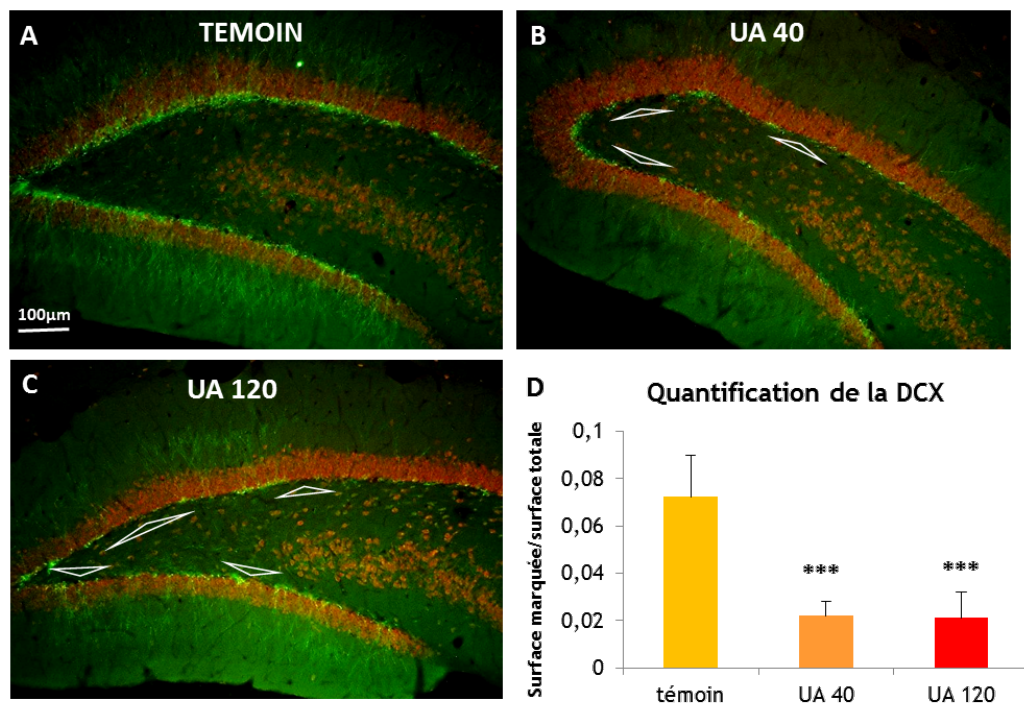 A
TEMOIN
100µm
B
UA 40
C
UA 120
D
Quantification de la DCX
Surface marquée/ surface totale
0,1
0,08
0,06
0,04
0,02
0
***
***
témoin
UA 40
UA 120